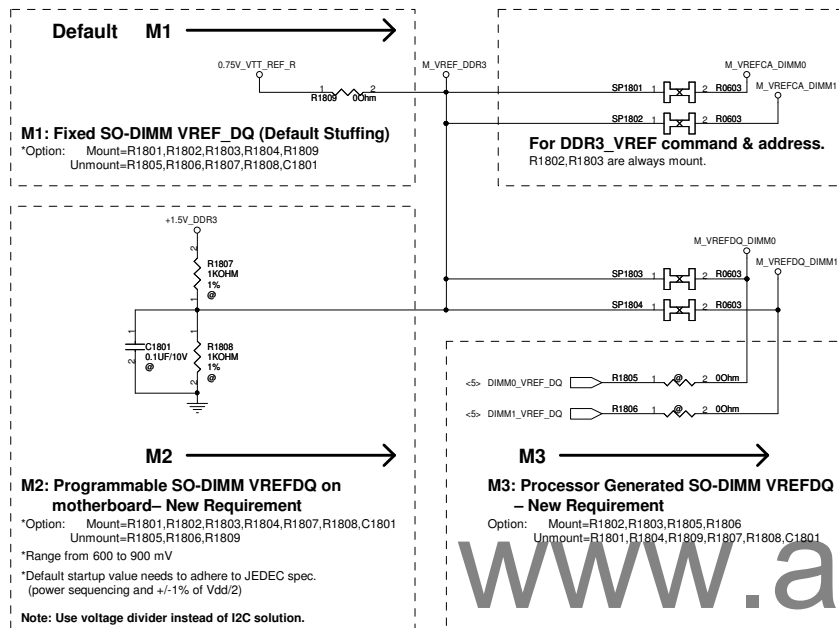 Default M1
0.75V_VTT_REF_R
M_VREF_DDR3
1 2
R1809 0Ohm
M1: Fixed SO-DIMM VREF_DQ (Default Stuffing)
*Option: Mount=R1801,R1802,R1803,R1804,R1809
Unmount=R1805,R1806,R1807,R1808,C1801
M_VREFCA_DIMM0
M_VREFCA_DIMM1
SP1801 1 2 R0603
SP1802 1 2 R0603
For DDR3_VREF command & address.
R1802,R1803 are always mount.
+1.5V_DDR3
2
R1807
1KOHM
1%
@
1
1
C1801
0.1UF/10V
@
2
1
R1808
1KOHM
1%
@
2
M_VREFDQ_DIMM0
M_VREFDQ_DIMM1
SP1803 1 2 R0603
SP1804 1 2 R0603
<5> DIMM0_VREF_DQ R1805 1 @ 2 0Ohm
<5> DIMM1_VREF_DQ R1806 1 @ 2 0Ohm
M2
M2: Programmable SO-DIMM VREFDQ on
motherboard– New Requirement
*Option: Mount=R1801,R1802,R1803,R1804,R1807,R1808,C1801
Unmount=R1805,R1806,R1809
*Range from 600 to 900 mV
*Default startup value needs to adhere to JEDEC spec.
(power sequencing and +/-1% of Vdd/2)
Note: Use voltage divider instead of I2C solution.
M3
M3: Processor Generated SO-DIMM VREFDQ
– New Requirement
Option: Mount=R1802,R1803,R1805,R1806
Unmount=R1801,R1804,R1809,R1807,R1808,C1801
www.a